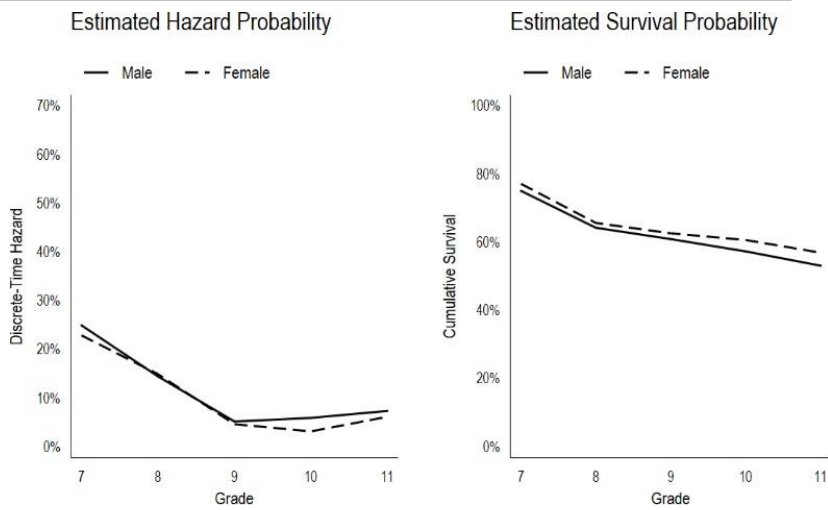 Estimated Hazard Probability
Male Female
70%
60%
50%
40%
30%
20%
10%
0%
Discrete-Time Hazard
7 8 9 10 11
Grade
Estimated Survival Probability
Male Female
100%
80%
60%
40%
20%
0%
Cumulative Survival
7 8 9 10 11
Grade